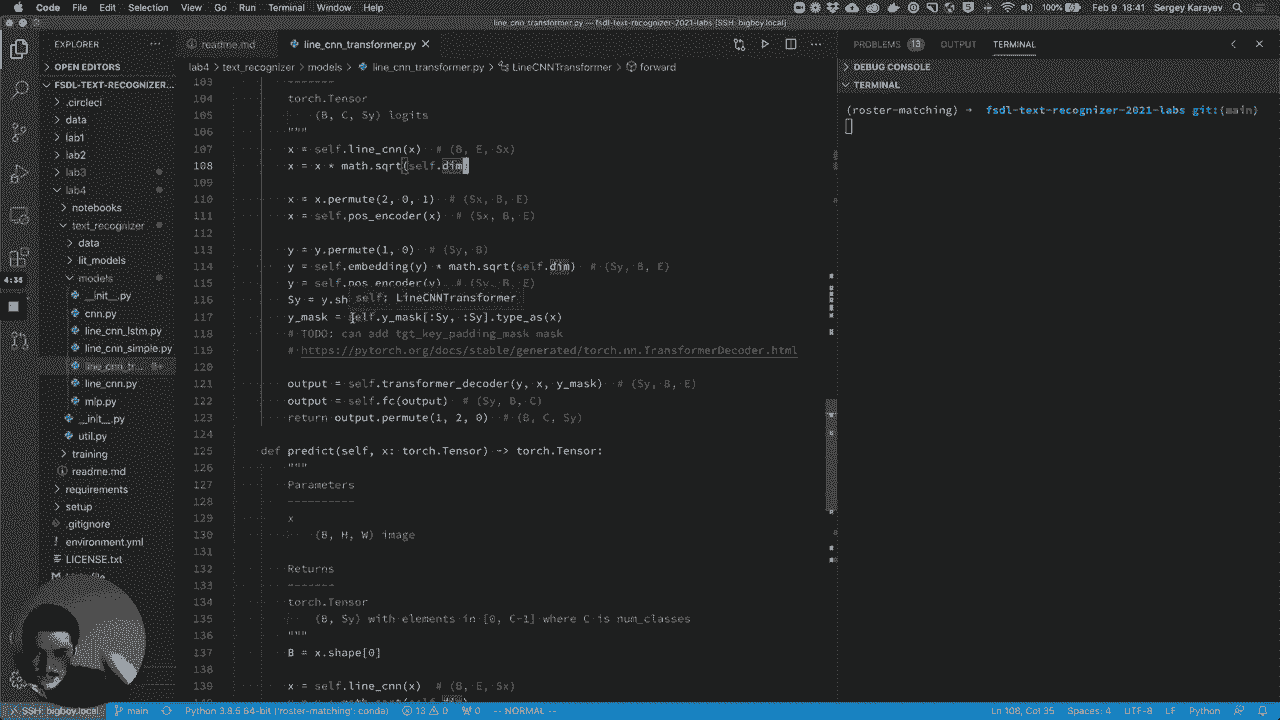 Code File Edit Selection View Go Run Terminal Window Help 100% Feb 9 18:41 Sergey Karayev
line_cnn_transformer.py — fsdl-text-recognizer-2021-labs [SSH: bigboy.local]
EXPLORER ... readme.md line_cnn_transformer.py PROBLEMS 13 OUTPUT TERMINAL
OPEN EDITORS lab4 > text_recognizer > models > line_cnn_transformer.py > LineCNNTransformer > forward DEBUG CONSOLE
FSDL-TEXT-RECOGNIZER... TERMINAL
.circleci
data
lab1
lab2
lab3
lab4
notebooks
text_recognizer
data
lit_models
models
__init__.py
cnn.py
line_cnn_lstm.py
line_cnn_simple.py
line_cnn_tr...
line_cnn.py
mlp.py
__init__.py
util.py
training
readme.md
requirements
setup
.gitignore
environment.yml
LICENSE.txt
4:35
103 -------
104 torch.Tensor
105 (B, C, Sy) logits
106 """
107 x = self.line_cnn(x) # (B, E, Sx)
108 x = x * math.sqrt(self.dim)
109
110 x = x.permute(2, 0, 1) # (Sx, B, E)
111 x = self.pos_encoder(x) # (Sx, B, E)
112
113 y = y.permute(1, 0) # (Sy, B)
114 y = self.embedding(y) * math.sqrt(self.dim) # (Sy, B, E)
115 y = self.pos_encoder(y) # (Sy, B, E)
116 Sy = y.sh self: LineCNNTransformer
117 y_mask = self.y_mask[:Sy, :Sy].type_as(x)
118 # TODO: can add tgt_key_padding_mask mask
119 # https://pytorch.org/docs/stable/generated/torch.nn.TransformerDecoder.html
120
121 output = self.transformer_decoder(y, x, y_mask) # (Sy, B, E)
122 output = self.fc(output) # (Sy, B, C)
123 return output.permute(1, 2, 0) # (B, C, Sy)
124
125 def predict(self, x: torch.Tensor) -> torch.Tensor:
126 """
127 Parameters
128 ----------
129 x
130 (B, H, W) image
131
132 Returns
133 -------
134 torch.Tensor
135 (B, Sy) with elements in [0, C-1] where C is num_classes
136 """
137 B = x.shape[0]
138
139 x = self.line_cnn(x) # (B, E, Sx)
(roster-matching) → fsdl-text-recognizer-2021-labs git:(main)
SSH: bigboy.local main Python 3.8.5 64-bit ('roster-matching': conda) 13 0 0 -- NORMAL -- Ln 108, Col 35 Spaces: 4 UTF-8 LF Python